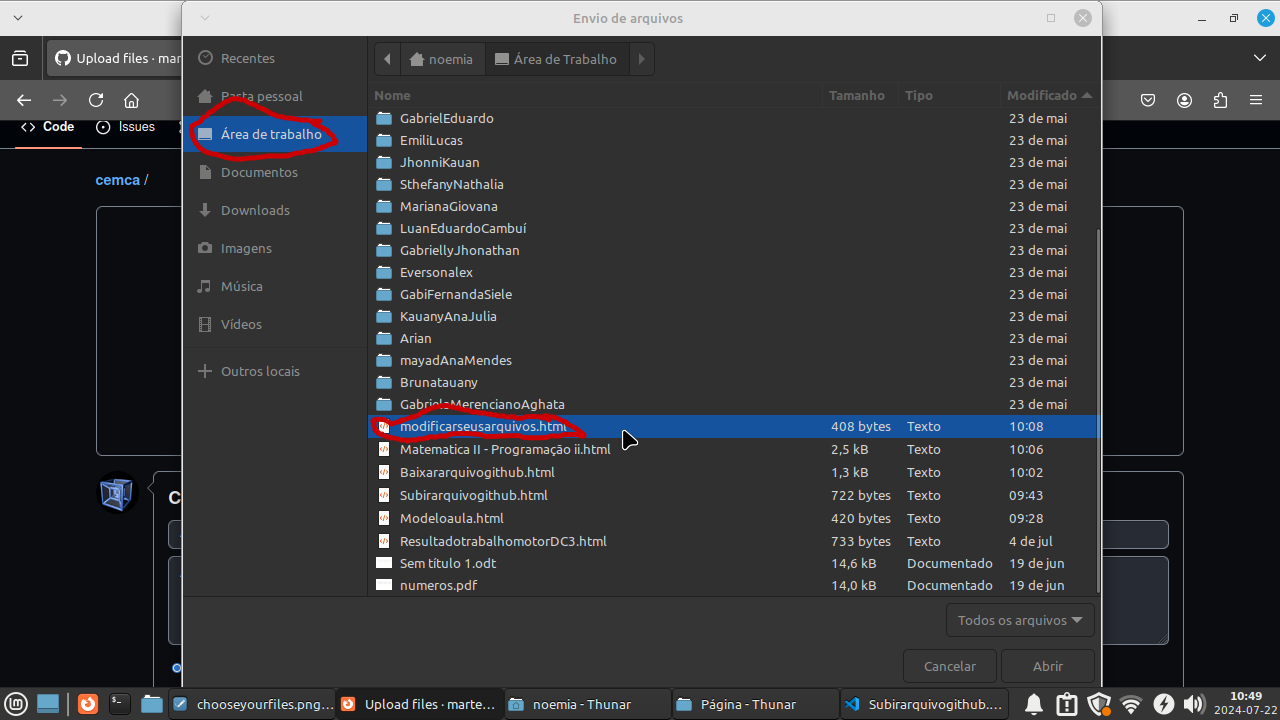 Envio de arquivos
Upload files · mar
Code
Issues
cemca /
Recentes
Pasta pessoal
Área de trabalho
Documentos
Downloads
Imagens
Música
Vídeos
Outros locais
noemia
Área de Trabalho
Nome Tamanho Tipo Modificado
GabrielEduardo 23 de mai
EmiliLucas 23 de mai
JhonniKauan 23 de mai
SthefanyNathalia 23 de mai
MarianaGiovana 23 de mai
LuanEduardoCambuí 23 de mai
GabriellyJhonathan 23 de mai
Eversonalex 23 de mai
GabiFernandaSiele 23 de mai
KauanyAnaJulia 23 de mai
Arian 23 de mai
mayadAnaMendes 23 de mai
Brunatauany 23 de mai
GabrielaMerencianoAghata 23 de mai
modificarseusarquivos.html 408 bytes Texto 10:08
Matematica II - Programação ii.html 2,5 kB Texto 10:06
Baixararquivogithub.html 1,3 kB Texto 10:02
Subirarquivogithub.html 722 bytes Texto 09:43
Modeloaula.html 420 bytes Texto 09:28
ResultadotrabalhomotorDC3.html 733 bytes Texto 4 de jul
Sem título 1.odt 14,6 kB Documentado 19 de jun
numeros.pdf 14,0 kB Documentado 19 de jun
Todos os arquivos
Cancelar Abrir
C
chooseyourfiles.png... Upload files · marte... noemia - Thunar Página - Thunar Subirarquivogithub.... 10:49
2024-07-22